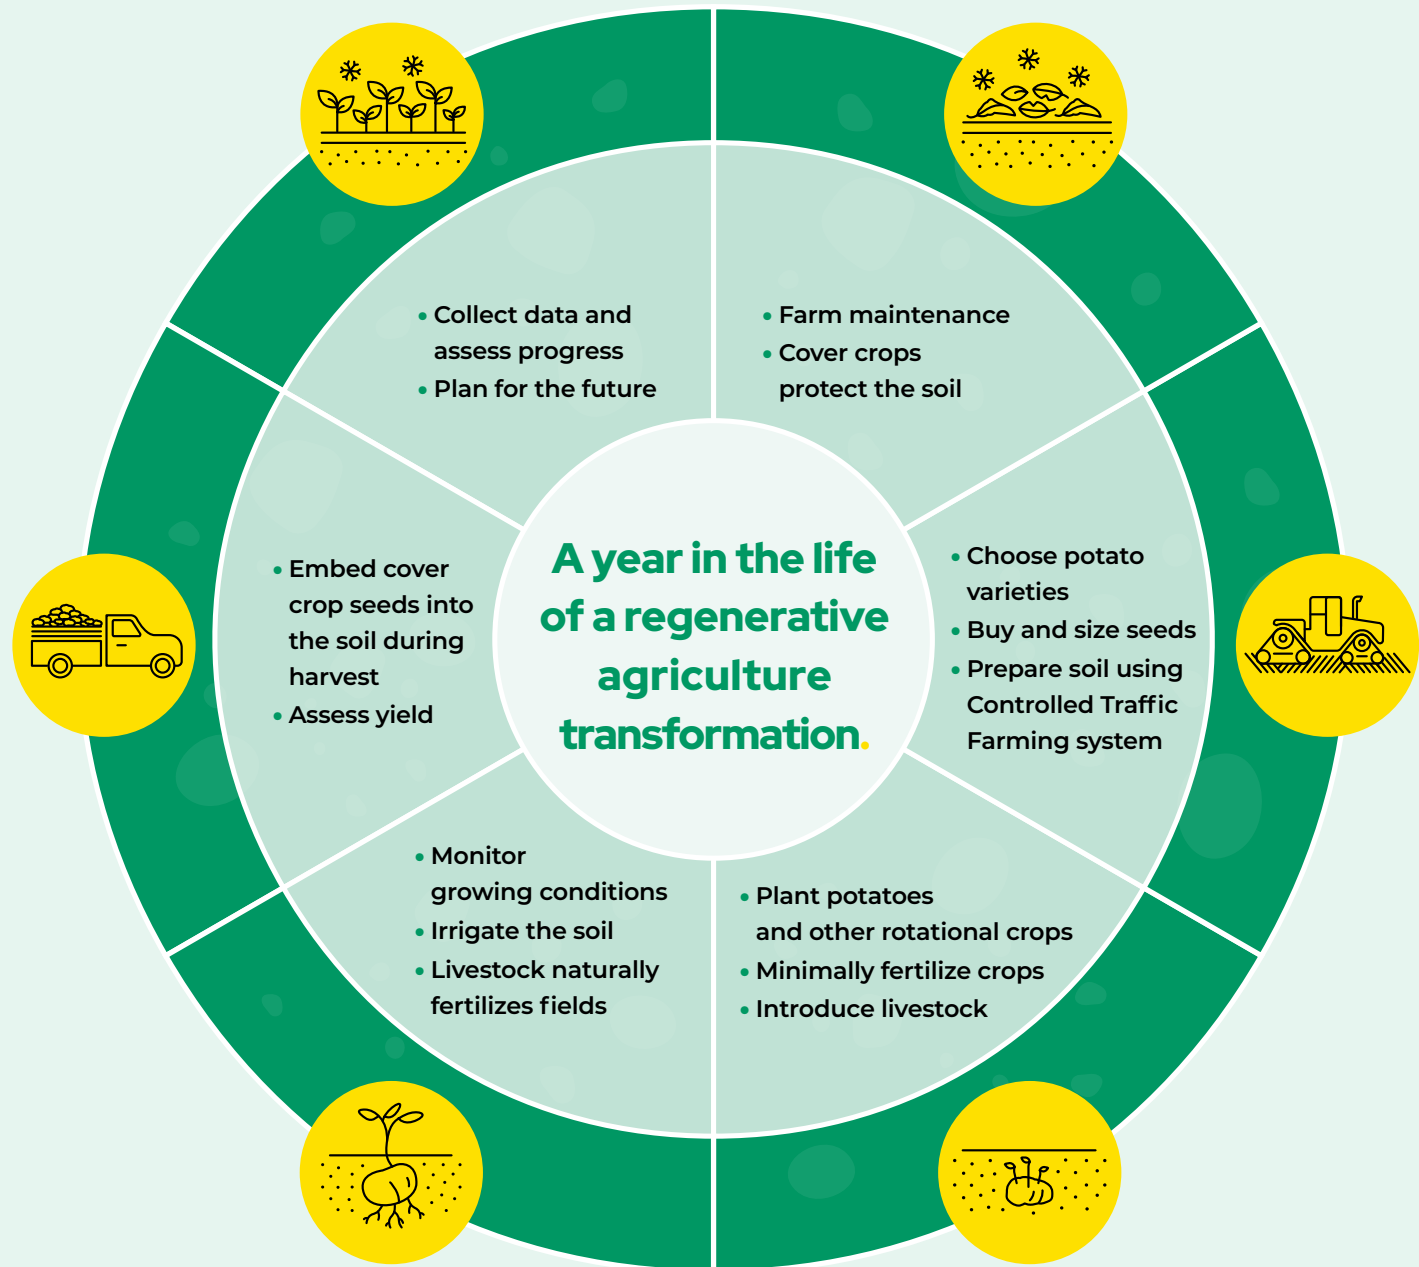 • Collect data and
assess progress
• Plan for the future
• Farm maintenance
• Cover crops
protect the soil
• Choose potato
varieties
• Buy and size seeds
• Prepare soil using
Controlled Traffic
Farming system
• Plant potatoes
and other rotational crops
• Minimally fertilize crops
• Introduce livestock
• Monitor
growing conditions
• Irrigate the soil
• Livestock naturally
fertilizes fields
• Embed cover
crop seeds into
the soil during
harvest
• Assess yield
A year in the life
of a regenerative
agriculture
transformation.